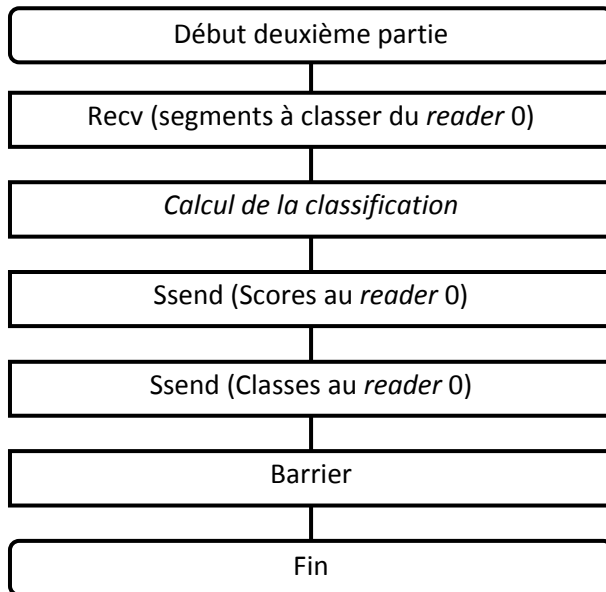 Début deuxième partie
Recv (segments à classer du reader 0)
Calcul de la classification
Ssend (Scores au reader 0)
Ssend (Classes au reader 0)
Barrier
Fin